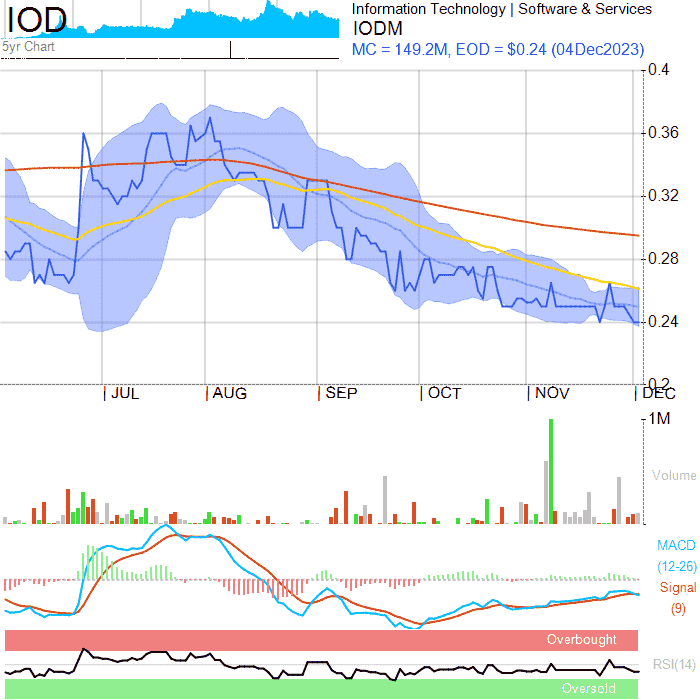 IOD
Information Technology | Software & Services
IODM
5yr Chart
MC = 149.2M, EOD = $0.24 (04Dec2023)
0.4
0.36
0.32
0.28
0.24
0.2
JUL AUG SEP OCT NOV DEC
1M
Volume
MACD
(12-26)
Signal
(9)
Overbought
RSI(14)
Oversold